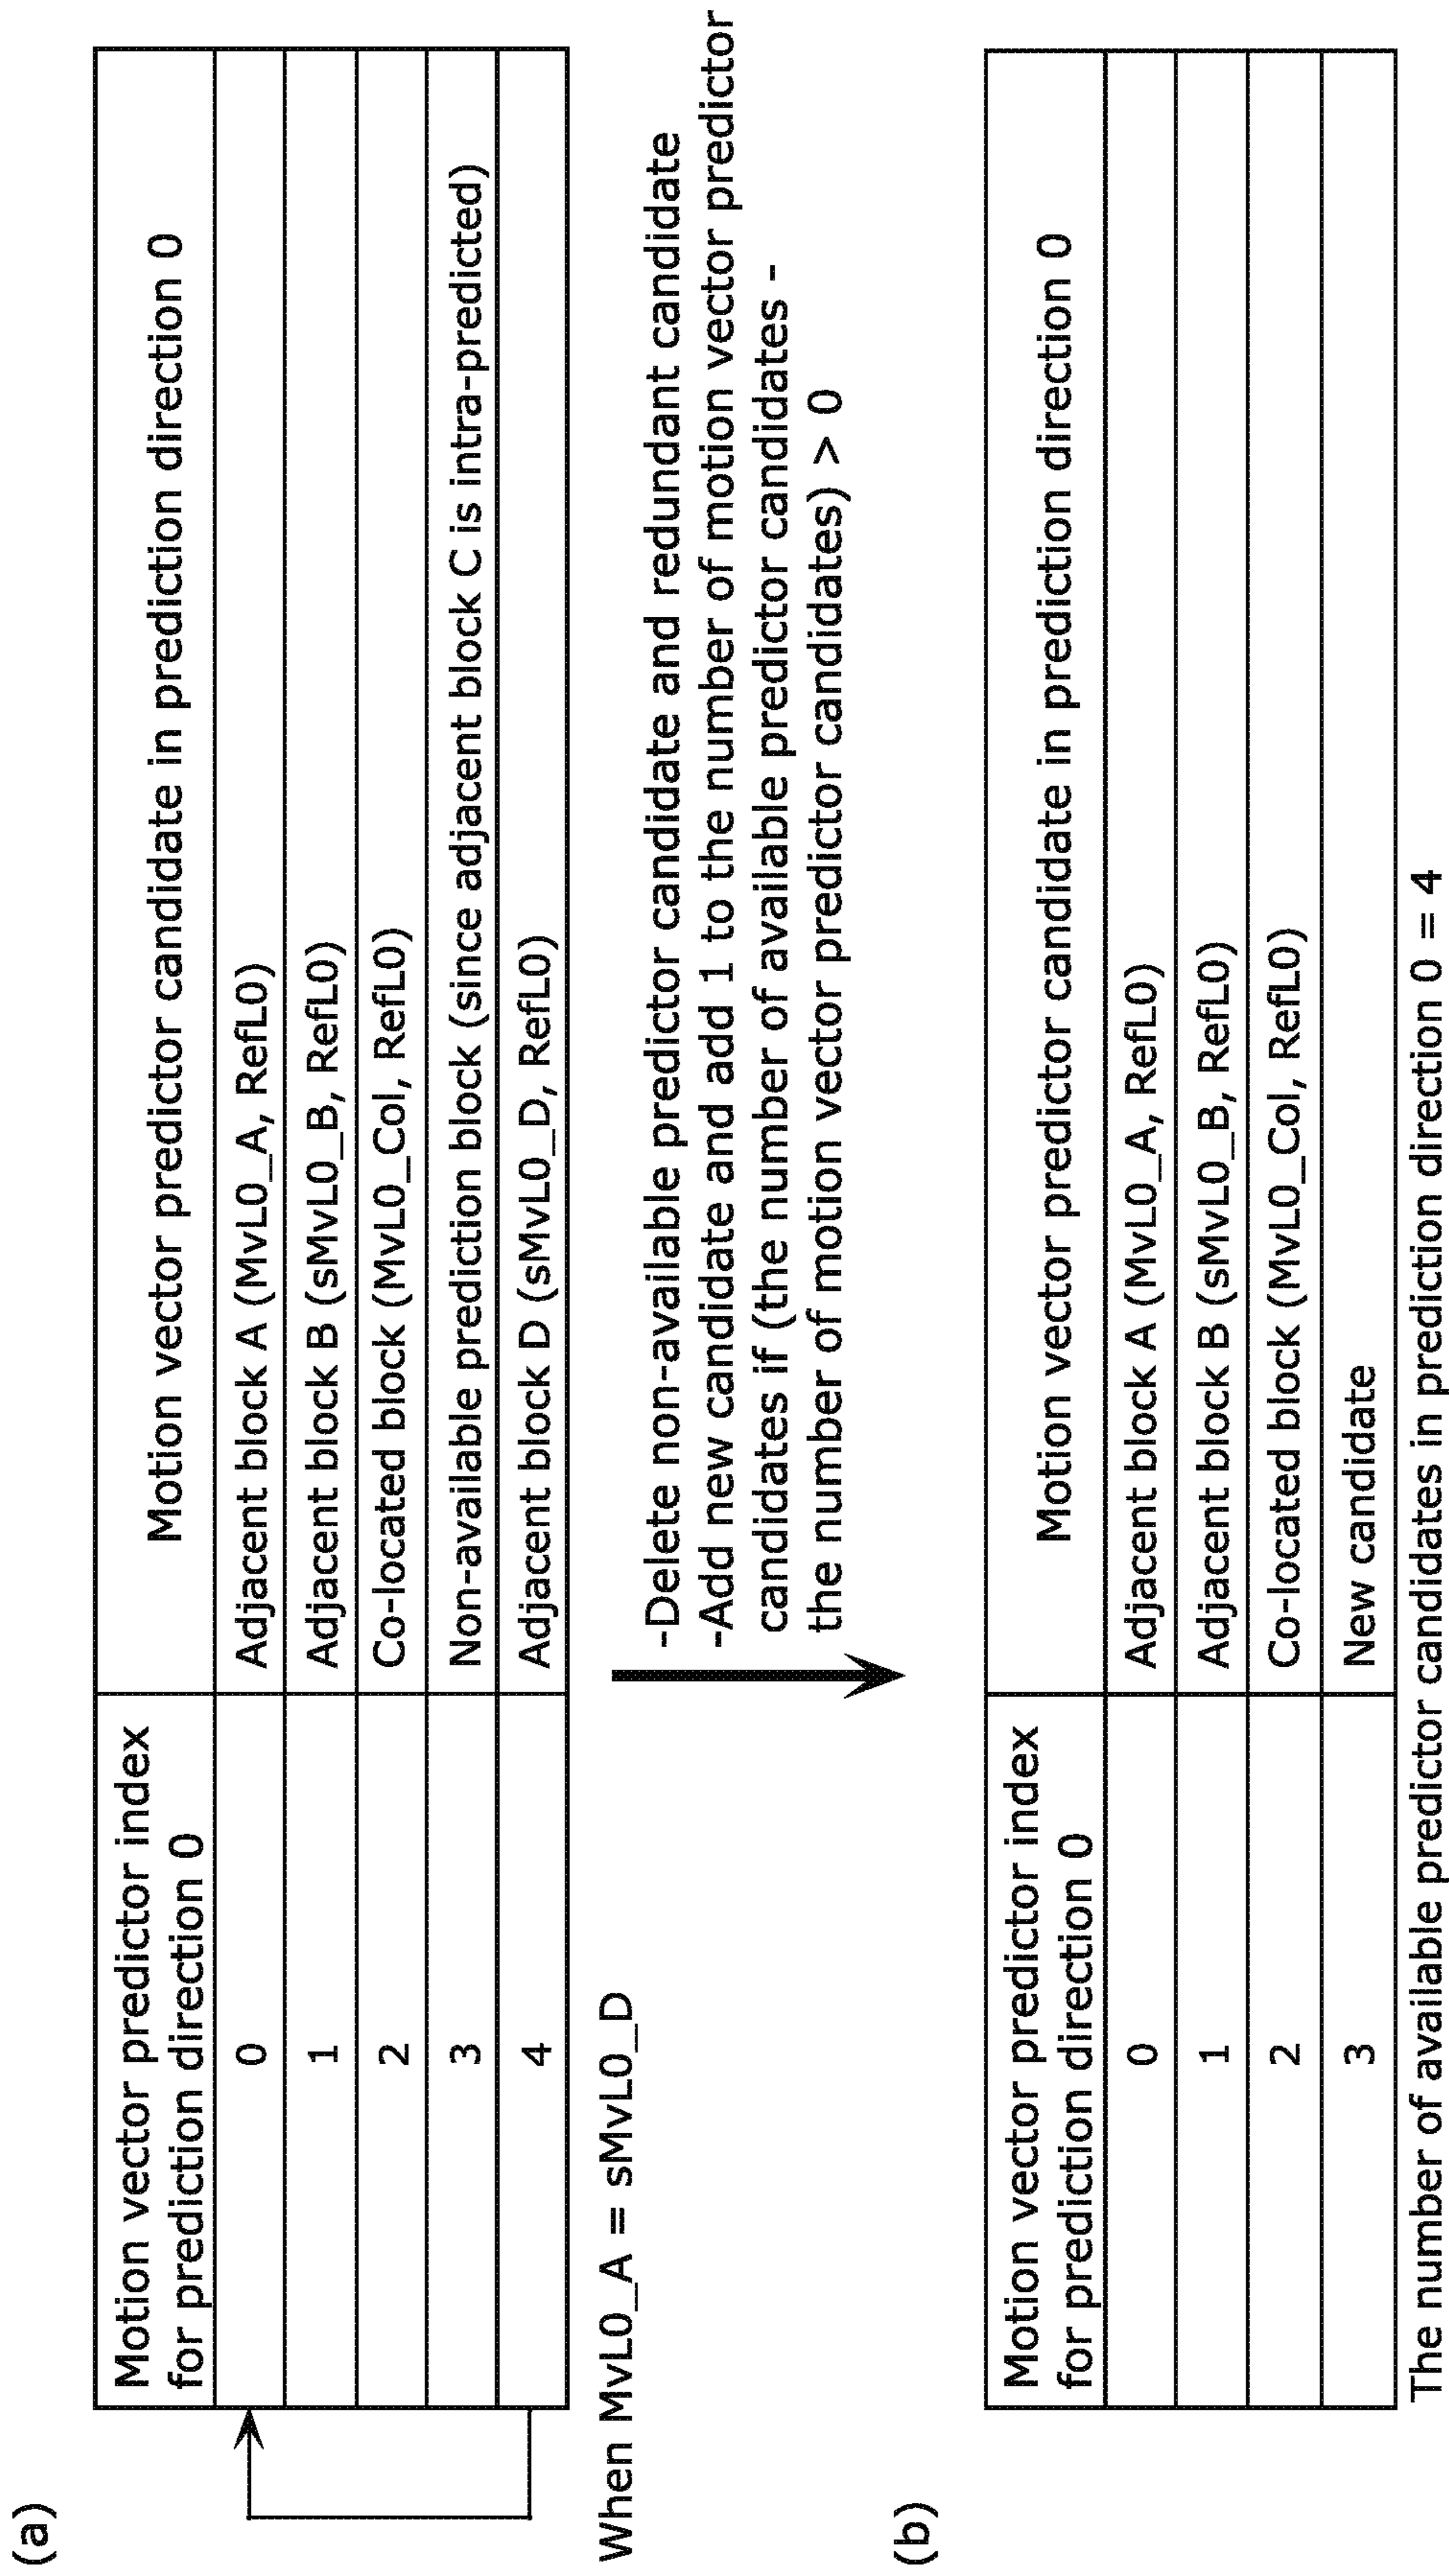 (a)
Motion vector predictor index
for prediction direction 0
Motion vector predictor candidate in prediction direction 0
0
Adjacent block A (MvL0_A, RefL0)
1
Adjacent block B (sMvL0_B, RefL0)
2
Co-located block (MvL0_Col, RefL0)
3
Non-available prediction block (since adjacent block C is intra-predicted)
4
Adjacent block D (sMvL0_D, RefL0)
When MvL0_A = sMvL0_D
-Delete non-available predictor candidate and redundant candidate
-Add new candidate and add 1 to the number of motion vector predictor
candidates if (the number of available predictor candidates -
the number of motion vector predictor candidates) > 0
(b)
Motion vector predictor index
for prediction direction 0
Motion vector predictor candidate in prediction direction 0
0
Adjacent block A (MvL0_A, RefL0)
1
Adjacent block B (sMvL0_B, RefL0)
2
Co-located block (MvL0_Col, RefL0)
3
New candidate
The number of available predictor candidates in prediction direction 0 = 4